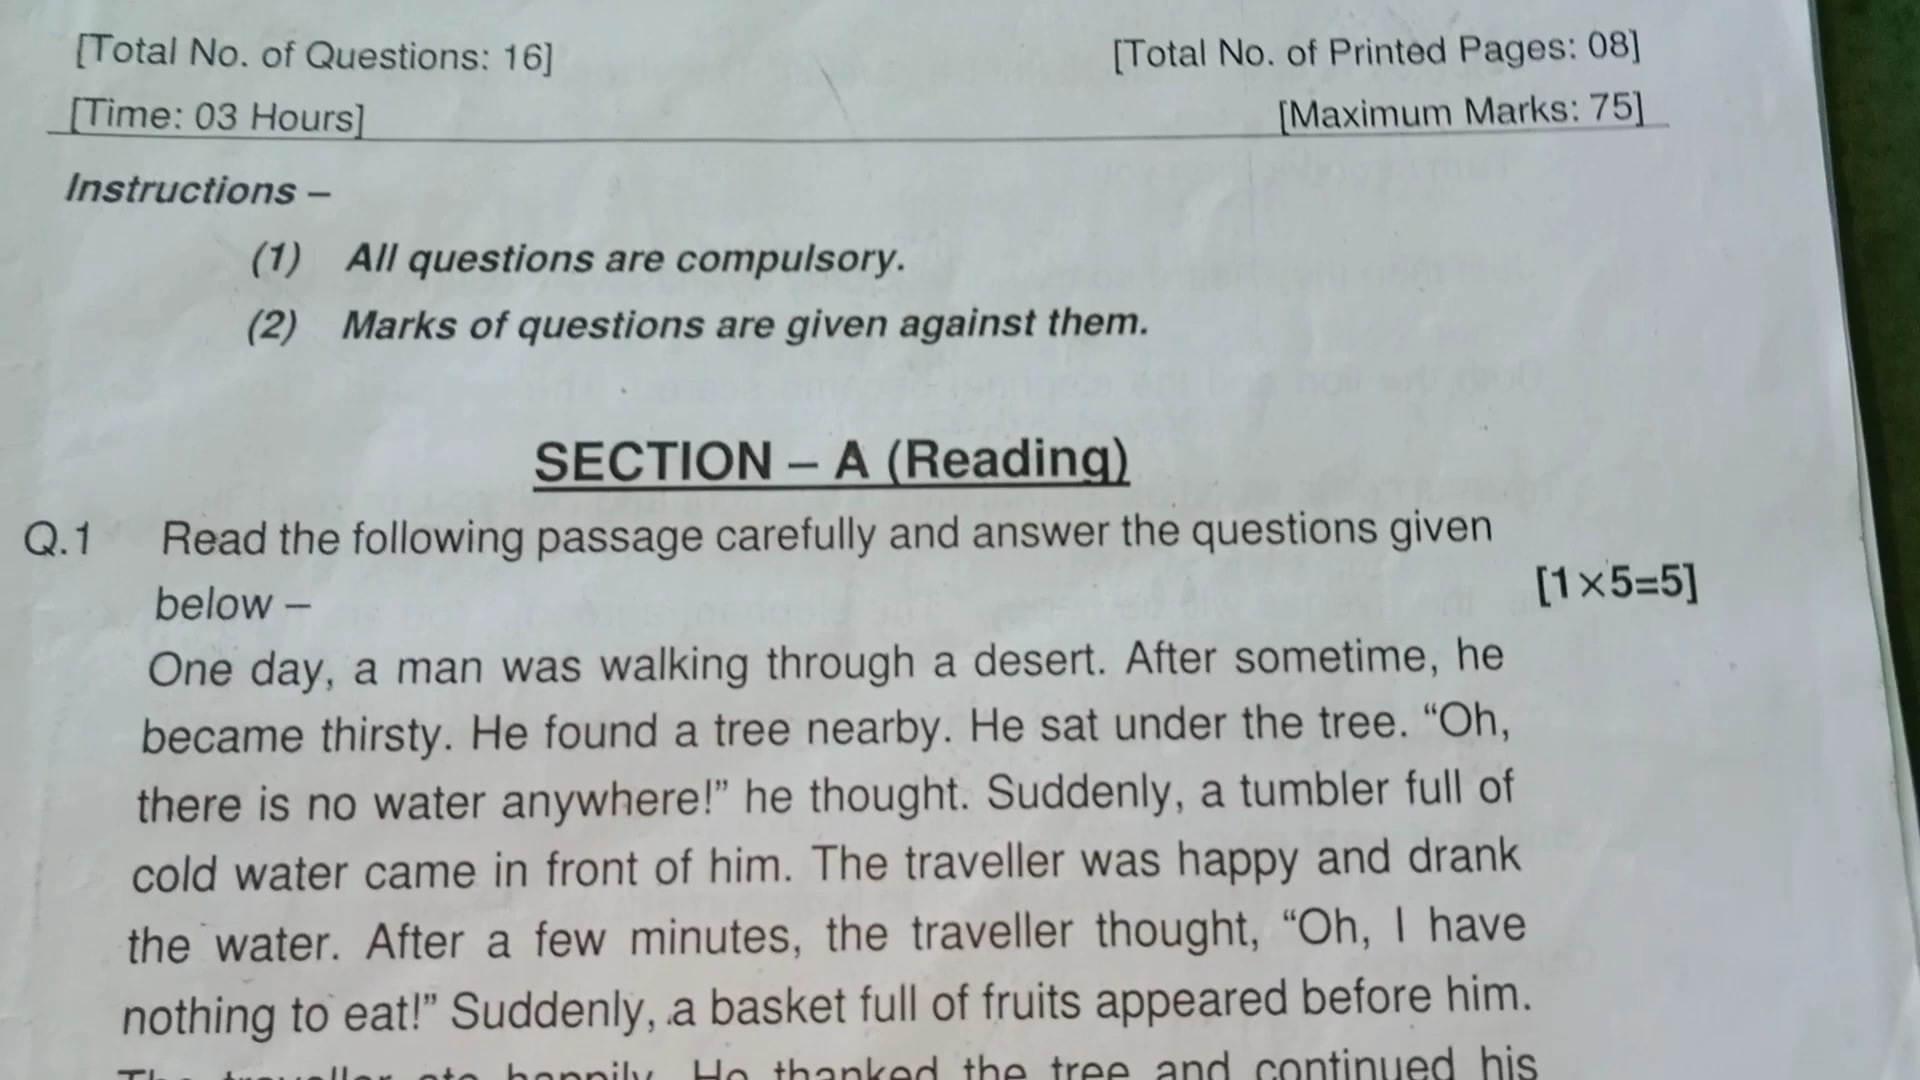 [Total No. of Questions: 16] [Total No. of Printed Pages: 08]
[Time: 03 Hours] [Maximum Marks: 75]
Instructions –
(1) All questions are compulsory.
(2) Marks of questions are given against them.
SECTION – A (Reading)
Q.1 Read the following passage carefully and answer the questions given
below – [1×5=5]
One day, a man was walking through a desert. After sometime, he
became thirsty. He found a tree nearby. He sat under the tree. “Oh,
there is no water anywhere!” he thought. Suddenly, a tumbler full of
cold water came in front of him. The traveller was happy and drank
the water. After a few minutes, the traveller thought, “Oh, I have
nothing to eat!” Suddenly, a basket full of fruits appeared before him.
The traveller ate happily. He thanked the tree and continued his